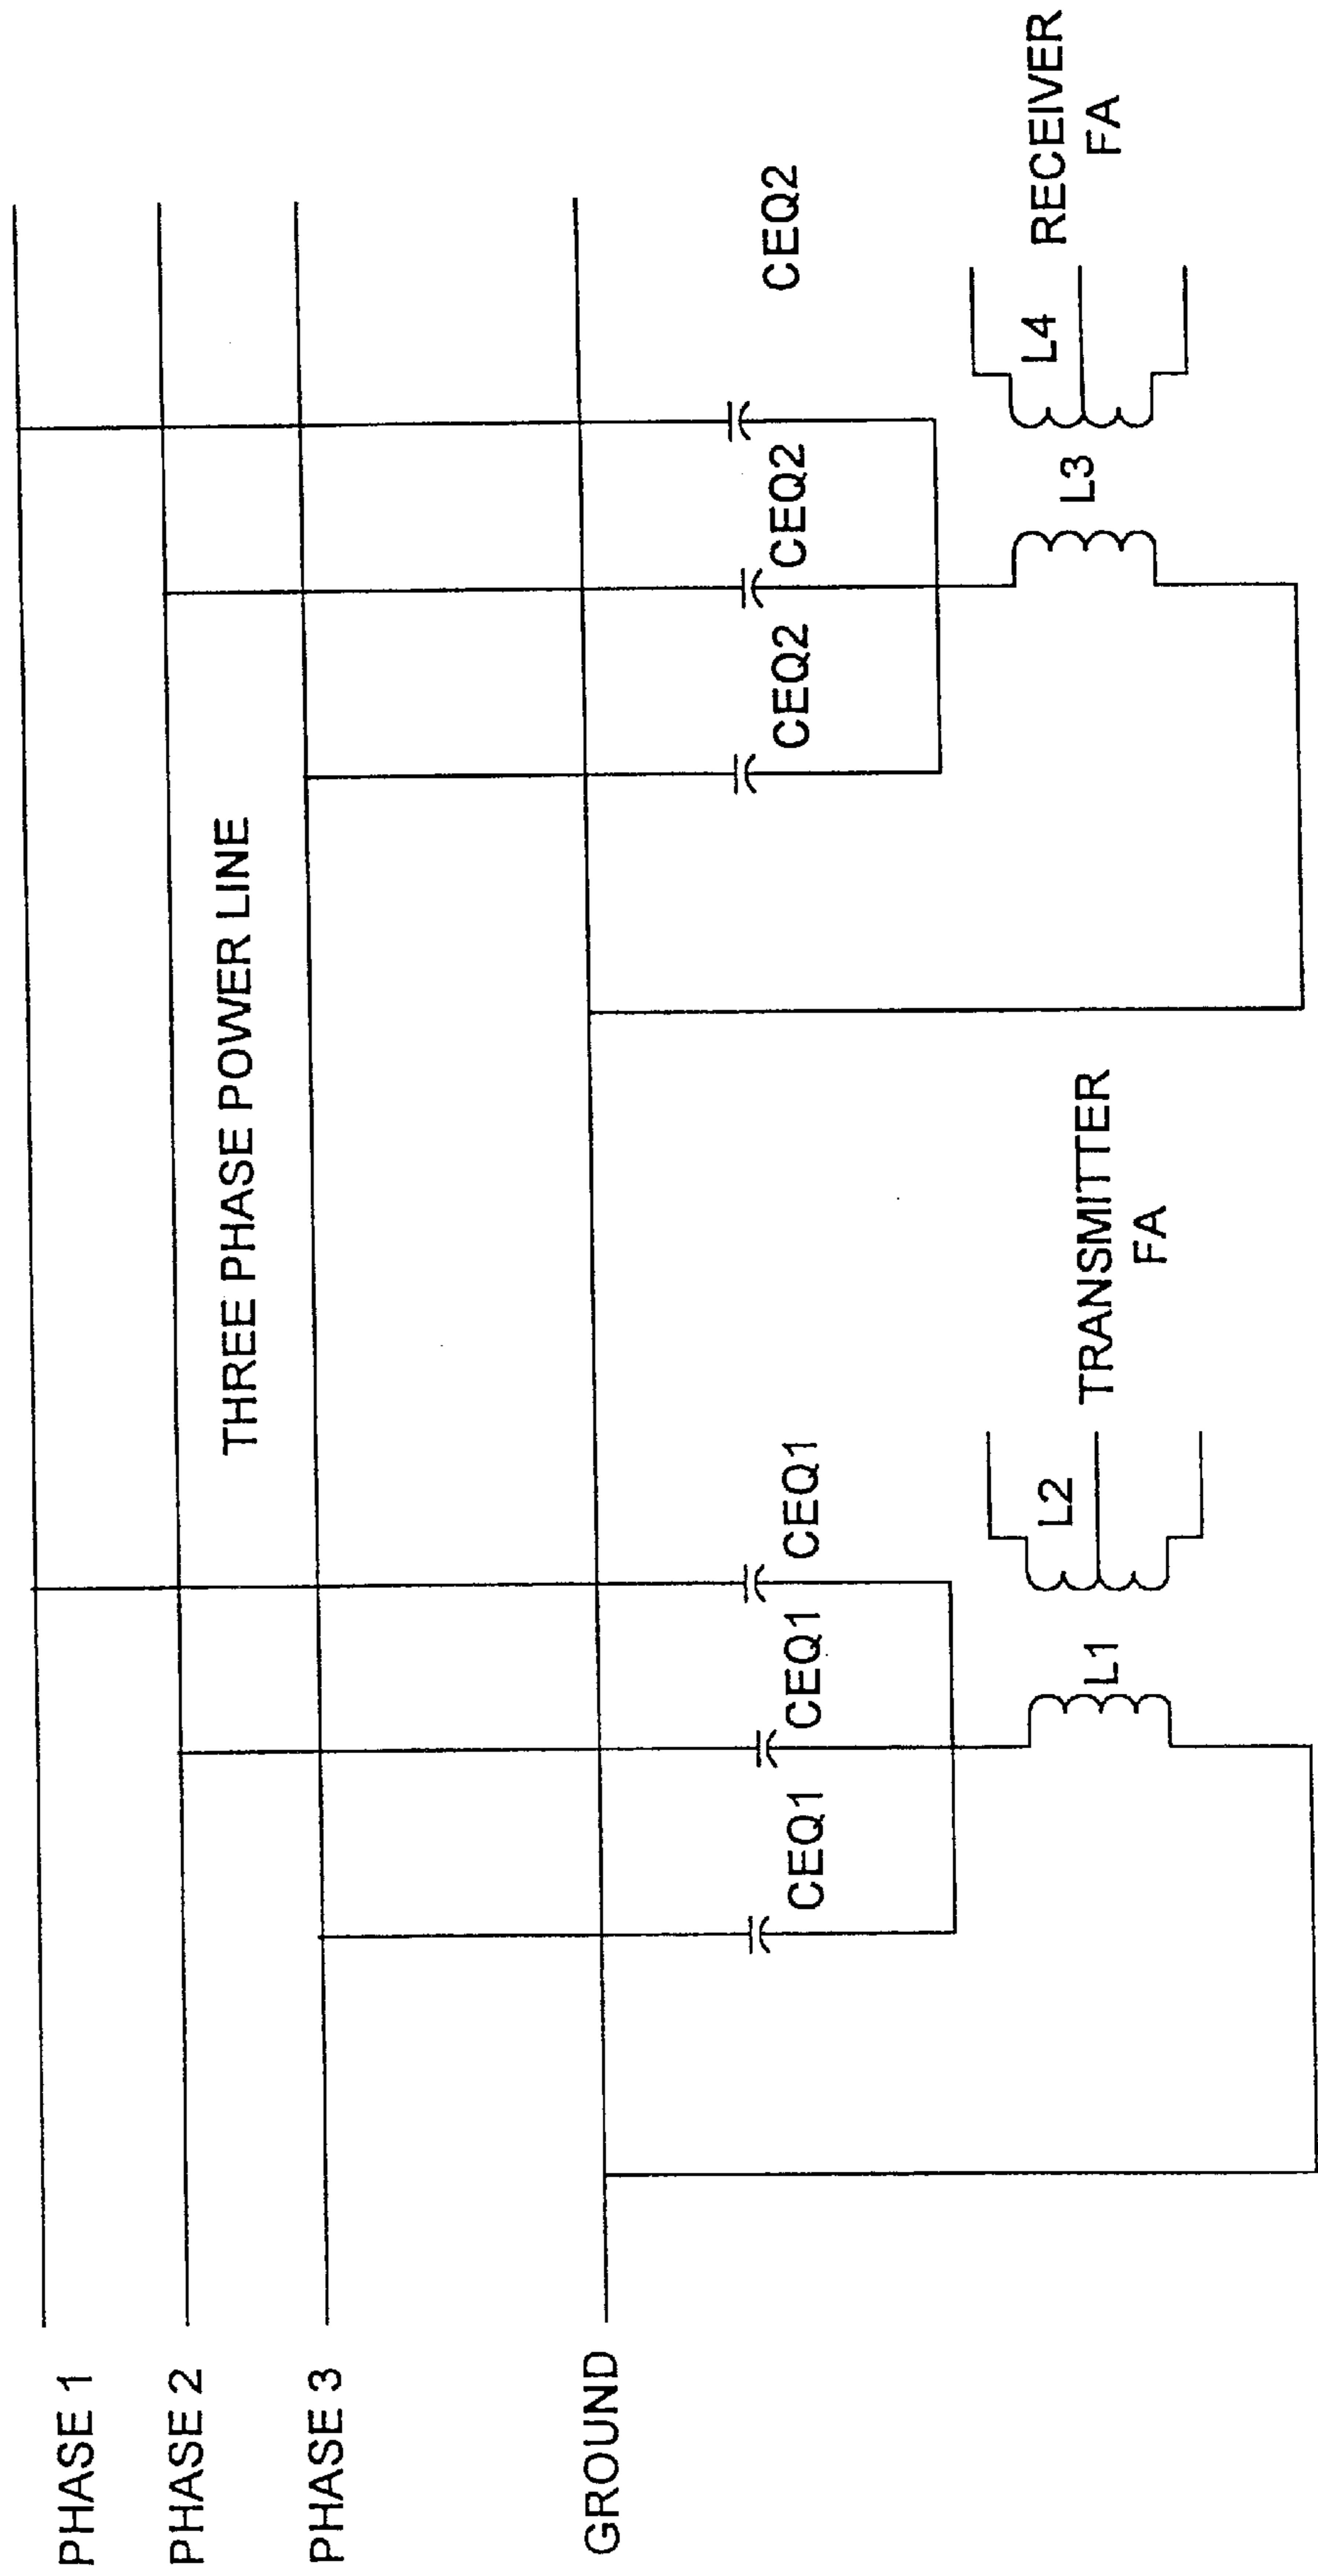 PHASE 1
PHASE 2
THREE PHASE POWER LINE
PHASE 3
GROUND
CEQ1
CEQ1
CEQ1
CEQ2
CEQ2
CEQ2
L1
L2
TRANSMITTER
FA
L3
L4
RECEIVER
FA